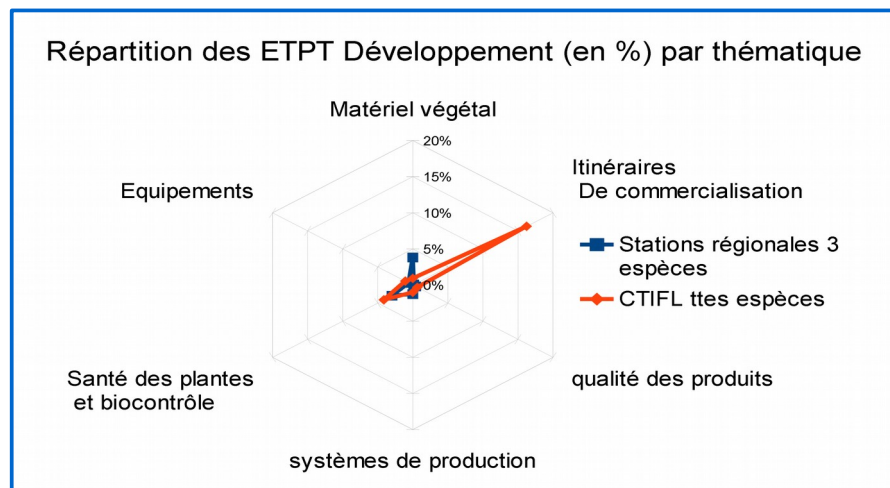 Répartition des ETPT Développement (en %) par thématique
Matériel végétal
20%
15%
10%
5%
0%
Itinéraires
De commercialisation
Equipements
Stations régionales 3
espèces
CTIFL ttes espèces
Santé des plantes
et biocontrôle
qualité des produits
systèmes de production